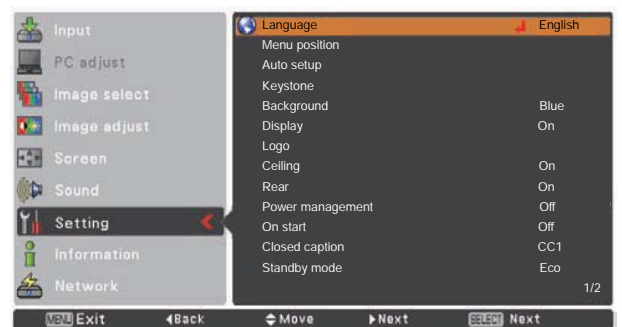 Input
PC adjust
Image select
Image adjust
Screen
Sound
Setting
Information
Network
Language English
Menu position
Auto setup
Keystone
Background Blue
Display On
Logo
Ceiling On
Rear On
Power management Off
On start Off
Closed caption CC1
Standby mode Eco
1/2
MENU Exit Back Move Next SELECT Next